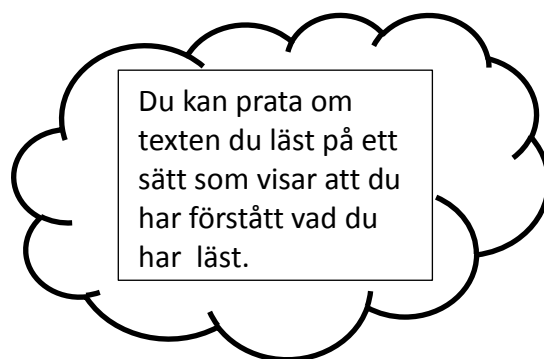 Du kan prata om
texten du läst på ett
sätt som visar att du
har förstått vad du
har  läst.